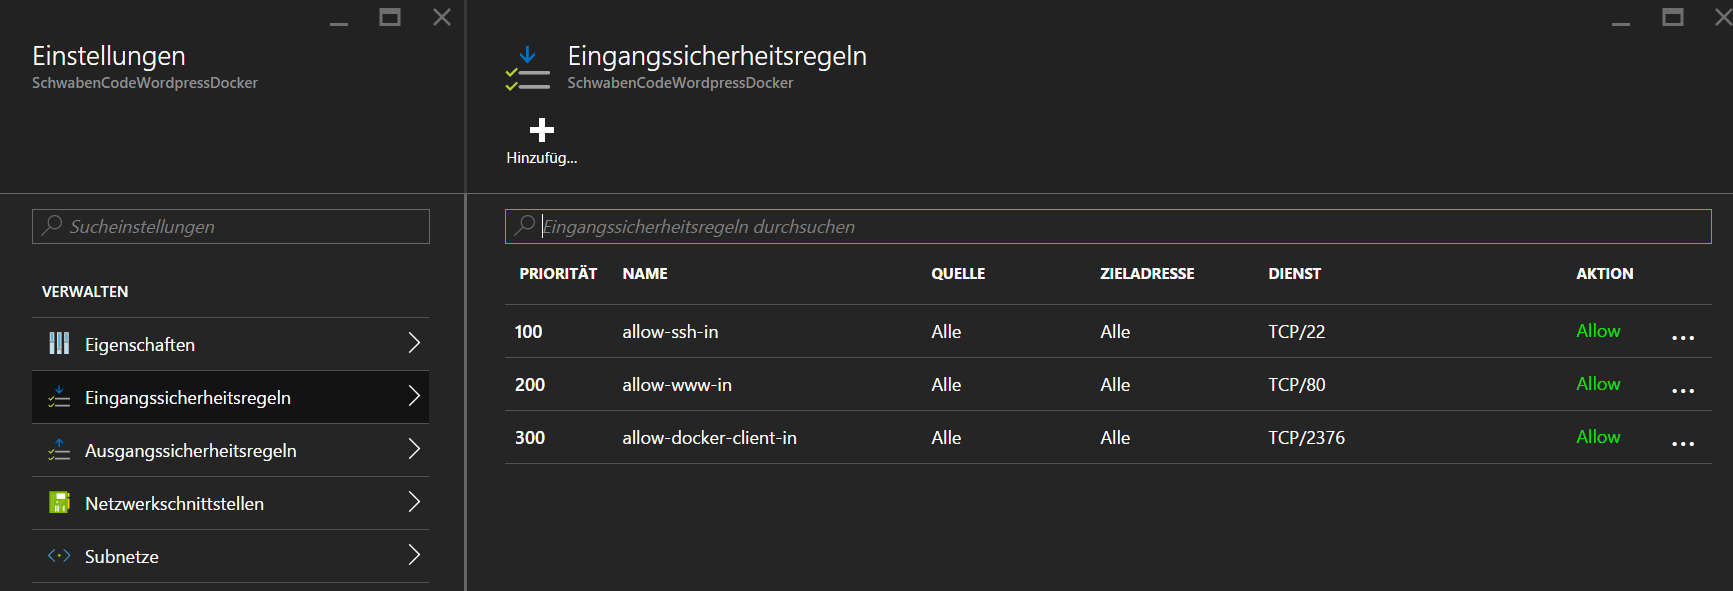 Einstellungen
SchwabenCodeWordpressDocker
Sucheinstellungen
VERWALTEN
Eigenschaften
Eingangssicherheitsregeln
Ausgangssicherheitsregeln
Netzwerkschnittstellen
Subnetze
Eingangssicherheitsregeln
SchwabenCodeWordpressDocker
Hinzufüg...
Eingangssicherheitsregeln durchsuchen
PRIORITÄT NAME QUELLE ZIELADRESSE DIENST AKTION
100 allow-ssh-in Alle Alle TCP/22 Allow ...
200 allow-www-in Alle Alle TCP/80 Allow ...
300 allow-docker-client-in Alle Alle TCP/2376 Allow ...